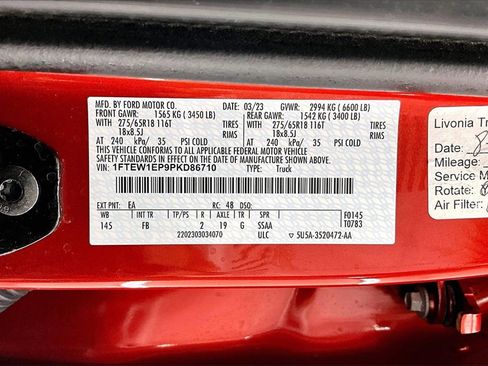 MFD. BY FORD MOTOR CO. 03/23 GVWR: 2994 KG ( 6600 LB)
FRONT GAWR: 1565 KG ( 3450 LB) REAR GAWR: 1542 KG ( 3400 LB)
WITH 275/65R18 116T TIRES WITH 275/65R18 116T TIRES
18x8.5J RIMS 18x8.5J RIMS
AT 240 kPa/ 35 PSI COLD AT 240 kPa/ 35 PSI COLD
THIS VEHICLE CONFORMS TO ALL APPLICABLE FEDERAL MOTOR VEHICLE
SAFETY STANDARDS IN EFFECT ON THE DATE OF MANUFACTURE SHOWN ABOVE.
VIN: 1FTEW1EP9PKD86710 TYPE: Truck
EXT PNT: EA RC: 48 DSO:
WB INT TR TP/PS R AXLE TR SPR F0145
145 FB 2 19 G SSAA T0783
2202303034070 ULC 5U5A-3520472-AA
Livonia
Date:
Mileage:
Service
Rotate
Air Filter: